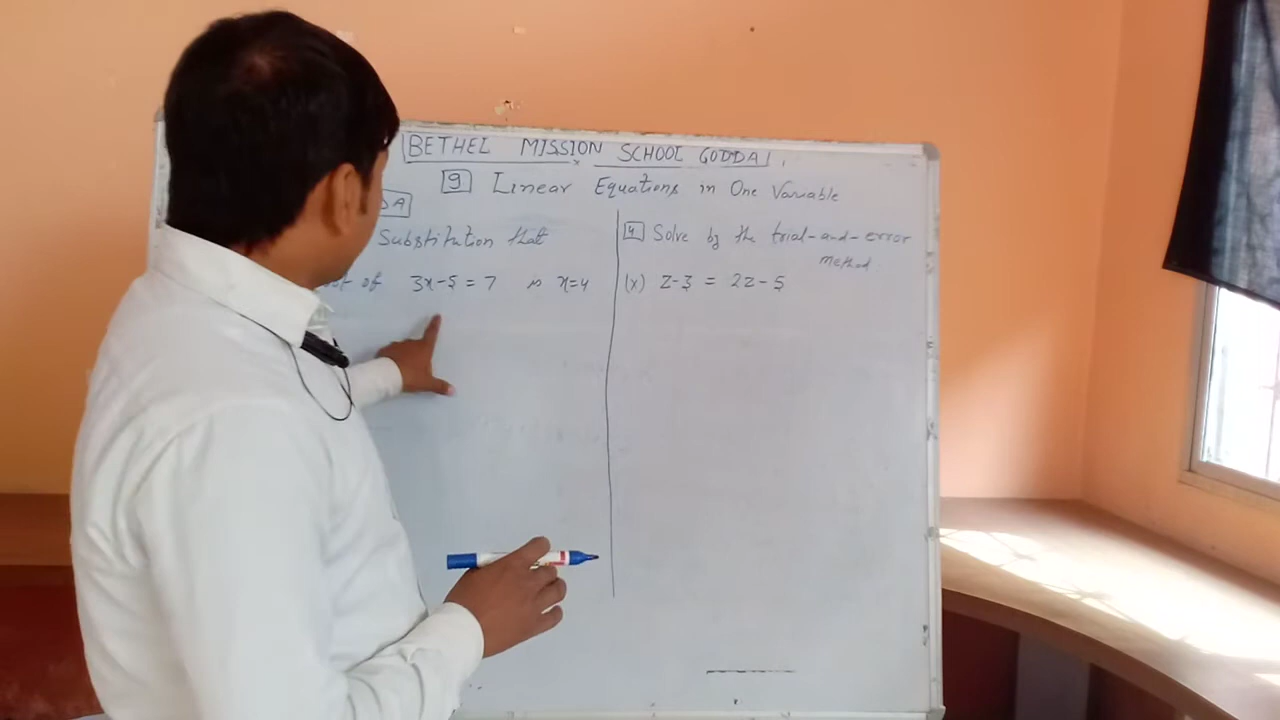 BETHEL MISSION SCHOOL GODDA
9 Linear Equations in One Variable
DA
Substitution that
of 3x-5 = 7 is x=4
4 Solve by the trial-and-error
method.
(x) z-3 = 2z-5